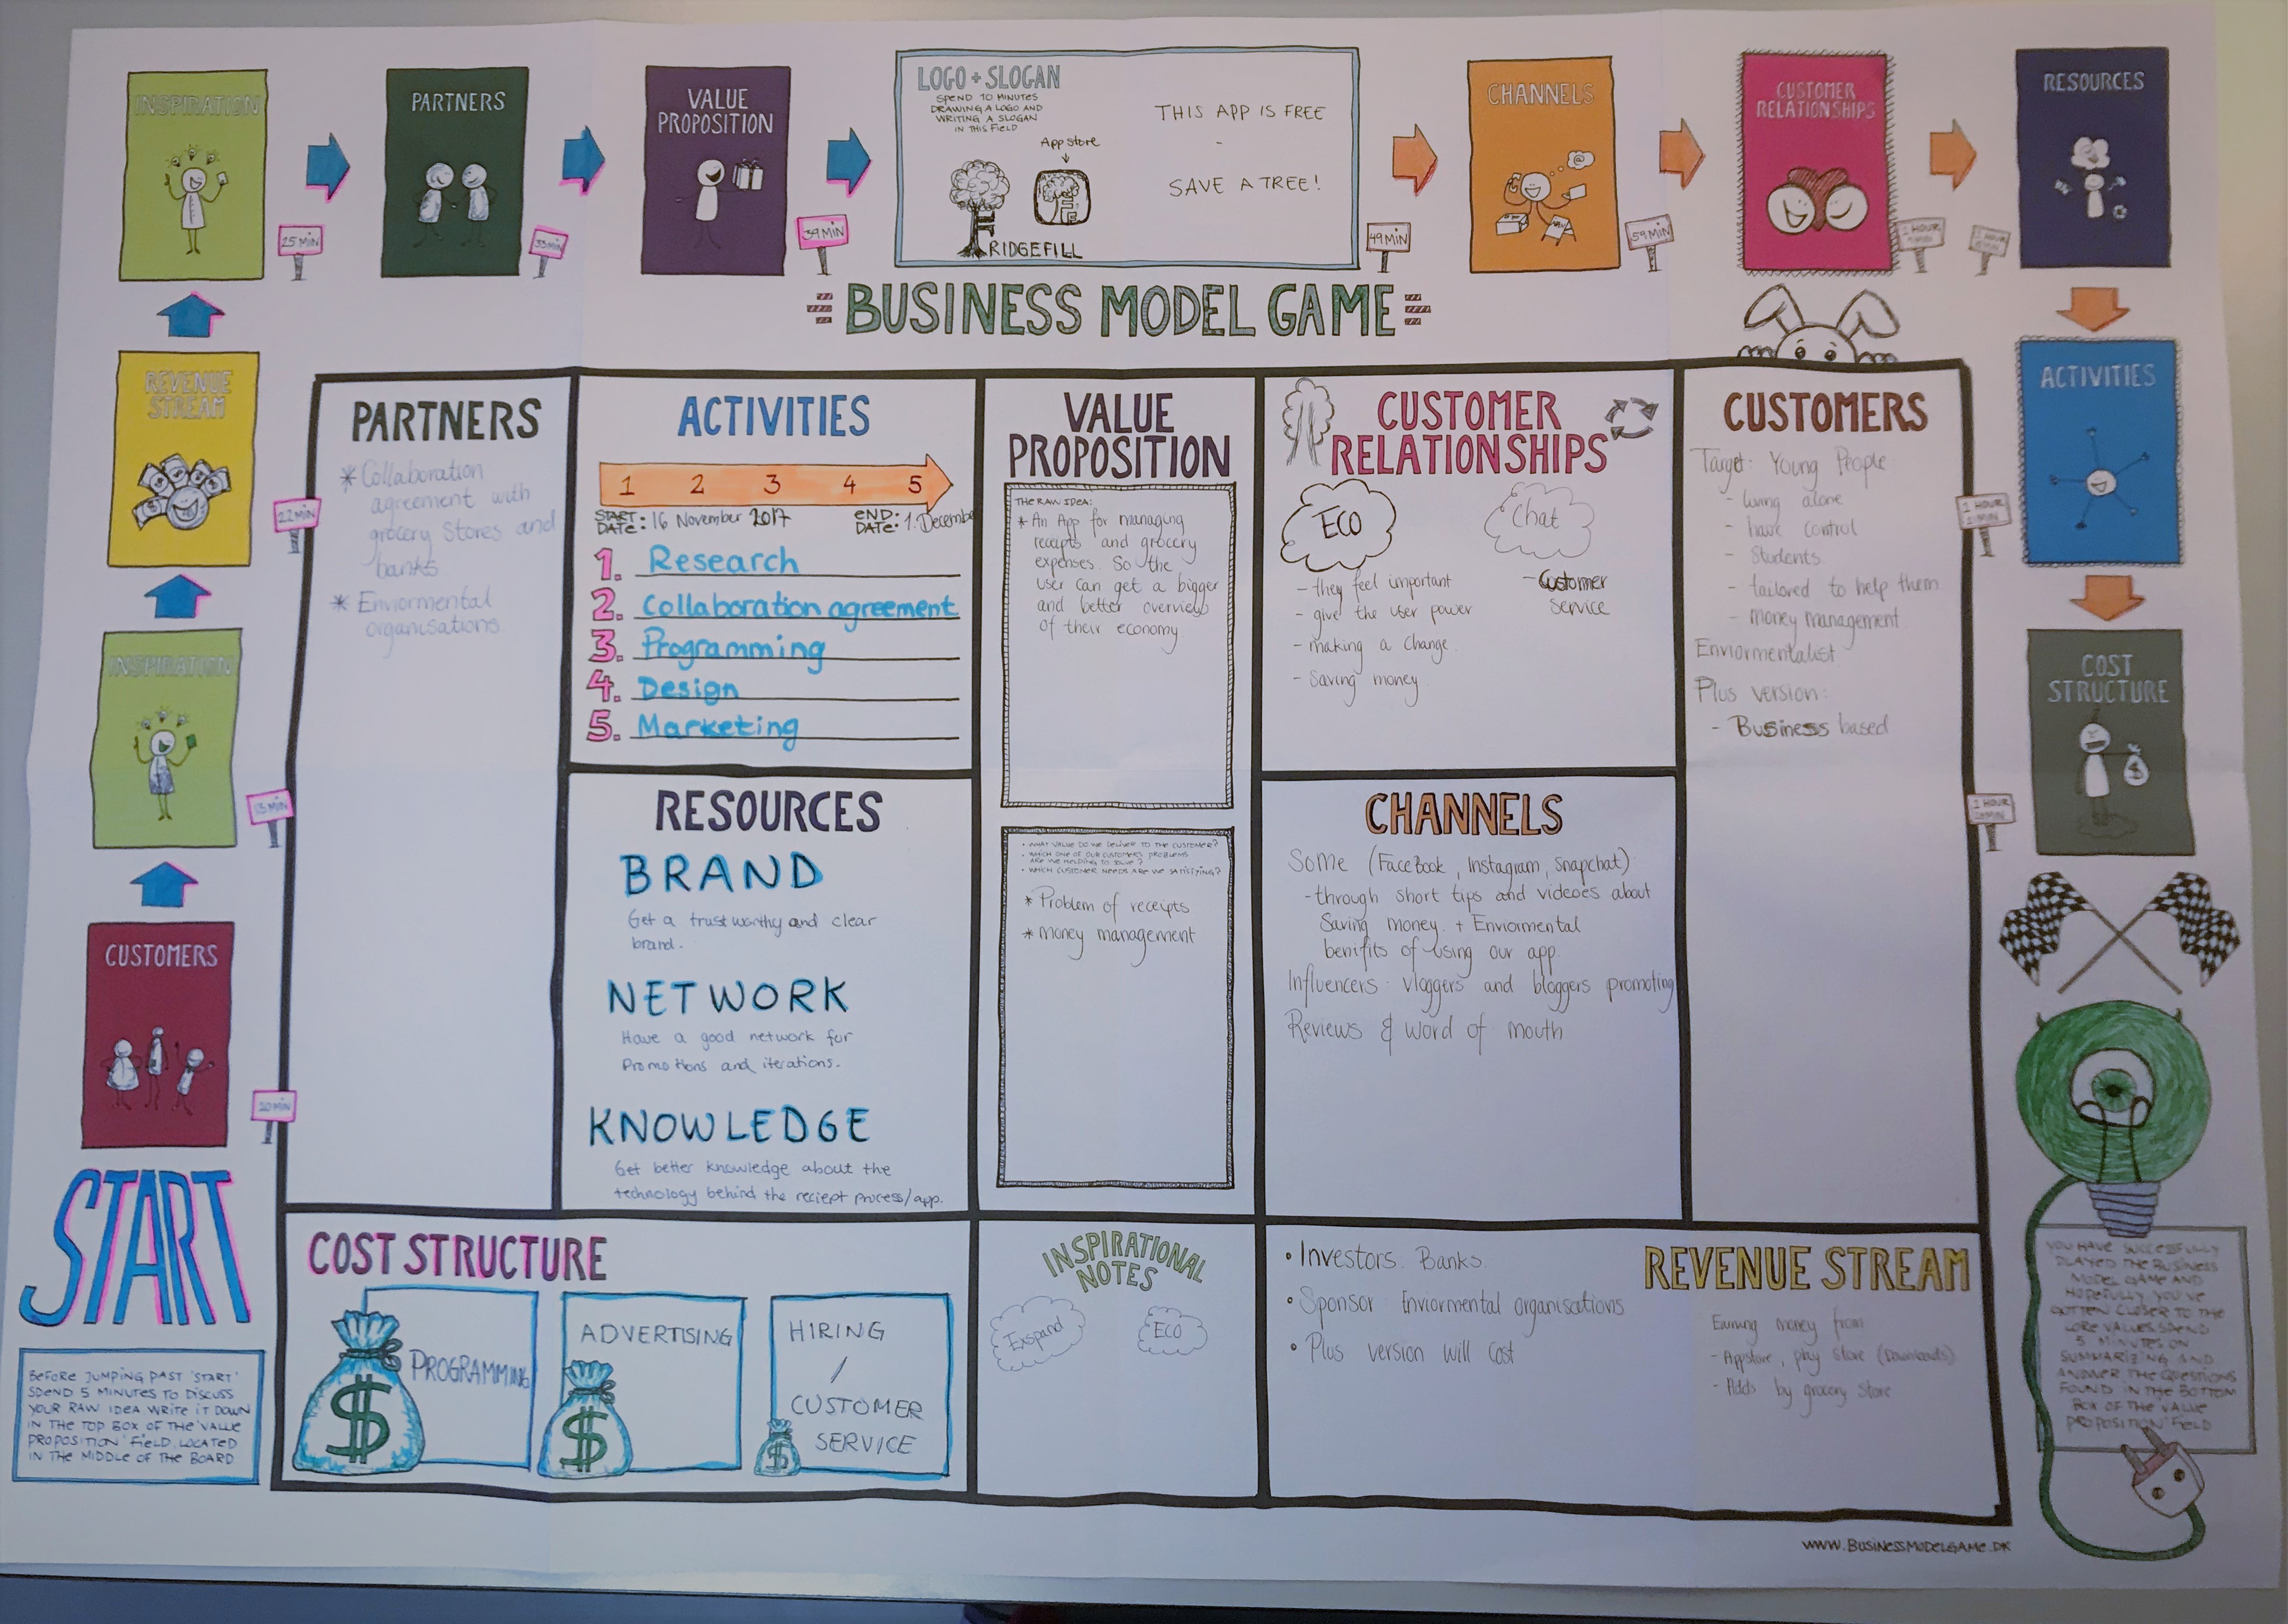 INSPIRATION
PARTNERS
VALUE
PROPOSITION
LOGO + SLOGAN
SPEND 10 MINUTES
DRAWING A LOGO AND
WRITING A SLOGAN
IN THIS FIELD
App store
FRIDGEFILL
THIS APP IS FREE
-
SAVE A TREE!
CHANNELS
CUSTOMER
RELATIONSHIPS
RESOURCES
25 MIN
33 MIN
39 MIN
49 MIN
59 MIN
1 HOUR
1 HOUR
BUSINESS MODEL GAME
REVENUE
STREAM
22 MIN
INSPIRATION
13 MIN
CUSTOMERS
10 MIN
START
BEFORE JUMPING PAST 'START'
SPEND 5 MINUTES TO DISCUSS
YOUR RAW IDEA WRITE IT DOWN
IN THE TOP BOX OF THE 'VALUE
PROPOSITION' FIELD LOCATED
IN THE MIDDLE OF THE BOARD
PARTNERS
* Collaboration
agreement with
grocery stores and
banks
* Enviormental
organisations
ACTIVITIES
1 2 3 4 5
START
DATE: 16 November 2017
END:
DATE: 1. December
1. Research
2. Collaboration agreement
3. Programming
4. Design
5. Marketing
RESOURCES
BRAND
Get a trust worthy and clear
brand.
NETWORK
Have a good network for
promotions and iterations.
KNOWLEDGE
Get better knowledge about the
technology behind the reciept process/app.
VALUE
PROPOSITION
THE RAW IDEA:
* An App for managing
receipts and grocery
expenses. So the
user can get a bigger
and better overview
of their economy
• WHAT VALUE DO WE DELIVER TO THE CUSTOMER?
• WHICH ONE OF OUR CUSTOMERS PROBLEMS
ARE WE HELPING TO SOLVE?
• WHICH CUSTOMER NEEDS ARE WE SATISFYING?
* Problem of receipts
* money management
CUSTOMER
RELATIONSHIPS
ECO
- they feel important
- give the user power
- making a change.
- Saving money.
Chat
- Customer
service
CHANNELS
Some (FaceBook, Instagram, Snapchat)
- through short tips and videoes about
Saving money. + Enviormental
benifits of using our app.
Influencers: vloggers and bloggers promoting
Reviews & word of mouth
CUSTOMERS
Target: Young People
- living alone
- have control
- Students
- tailored to help them
- money management
Enviormentalist
Plus version:
- Business based
ACTIVITIES
1 HOUR
COST
STRUCTURE
1 HOUR
COST STRUCTURE
$ PROGRAMMING
$ ADVERTISING
$ HIRING
/
CUSTOMER
SERVICE
INSPIRATIONAL
NOTES
Expand
ECO
REVENUE STREAM
• Investors: Banks.
• Sponsor: Enviormental organisations
• Plus version will cost
Earning money from
- Appstore, play store (Downloads)
- Adds by grocery store
YOU HAVE SUCCESSFULLY
PLAYED THE BUSINESS
MODEL GAME AND
HOPEFULLY YOU'VE
GOTTEN CLOSER TO THE
CORE VALUES SPEND
5 MINUTES ON
SUMMARIZING AND
ANSWER THE QUESTIONS
FOUND IN THE BOTTOM
BOX OF THE 'VALUE
PROPOSITION' FIELD
WWW.BUSINESSMODELGAME.DK